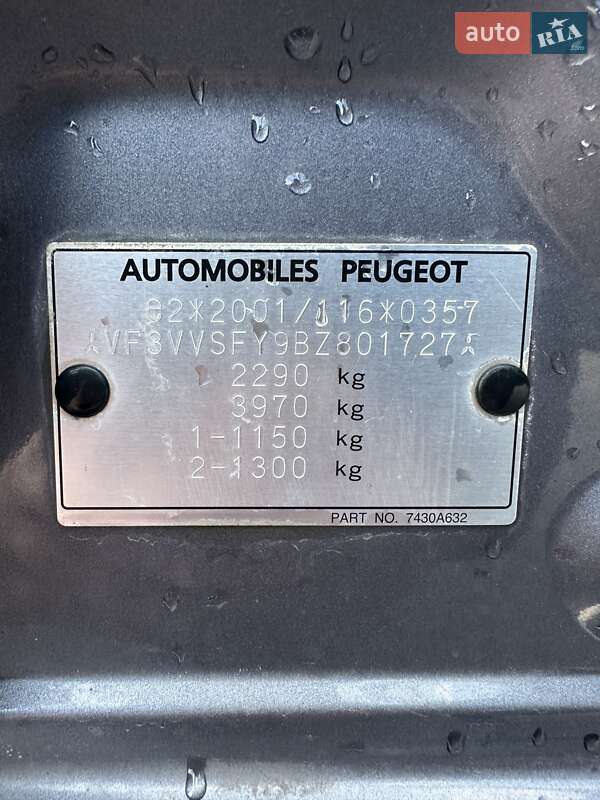 auto RIA .com
AUTOMOBILES PEUGEOT
e2*2001/116*0357
VF3VVSFY9BZ801727
2290 kg
3970 kg
1-1150 kg
2-1300 kg
PART NO. 7430A632